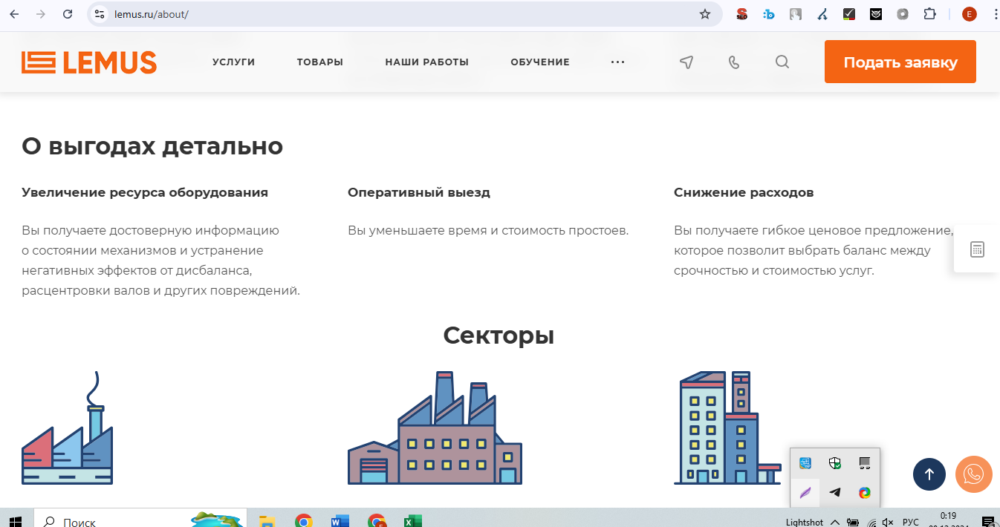 lemus.ru/about/
SEO
b
E
LEMUS
УСЛУГИ
ТОВАРЫ
НАШИ РАБОТЫ
ОБУЧЕНИЕ
Подать заявку
О выгодах детально
Увеличение ресурса оборудования
Вы получаете достоверную информацию
о состоянии механизмов и устранение
негативных эффектов от дисбаланса,
расцентровки валов и других повреждений.
Оперативный выезд
Вы уменьшаете время и стоимость простоев.
Снижение расходов
Вы получаете гибкое ценовое предложение,
которое позволит выбрать баланс между
срочностью и стоимостью услуг.
Секторы
Поиск
W
E
X
Lightshot
РУС
0:19